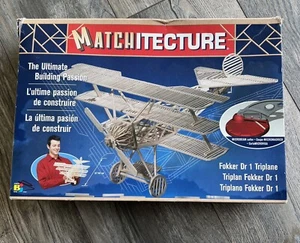 MATCHITECTURE
The Ultimate
Building Passion
L'ultime passion
de construire
La última pasión
de construir
Fokker Dr 1 Triplane
Triplan Fokker Dr 1
Triplano Fokker Dr 1